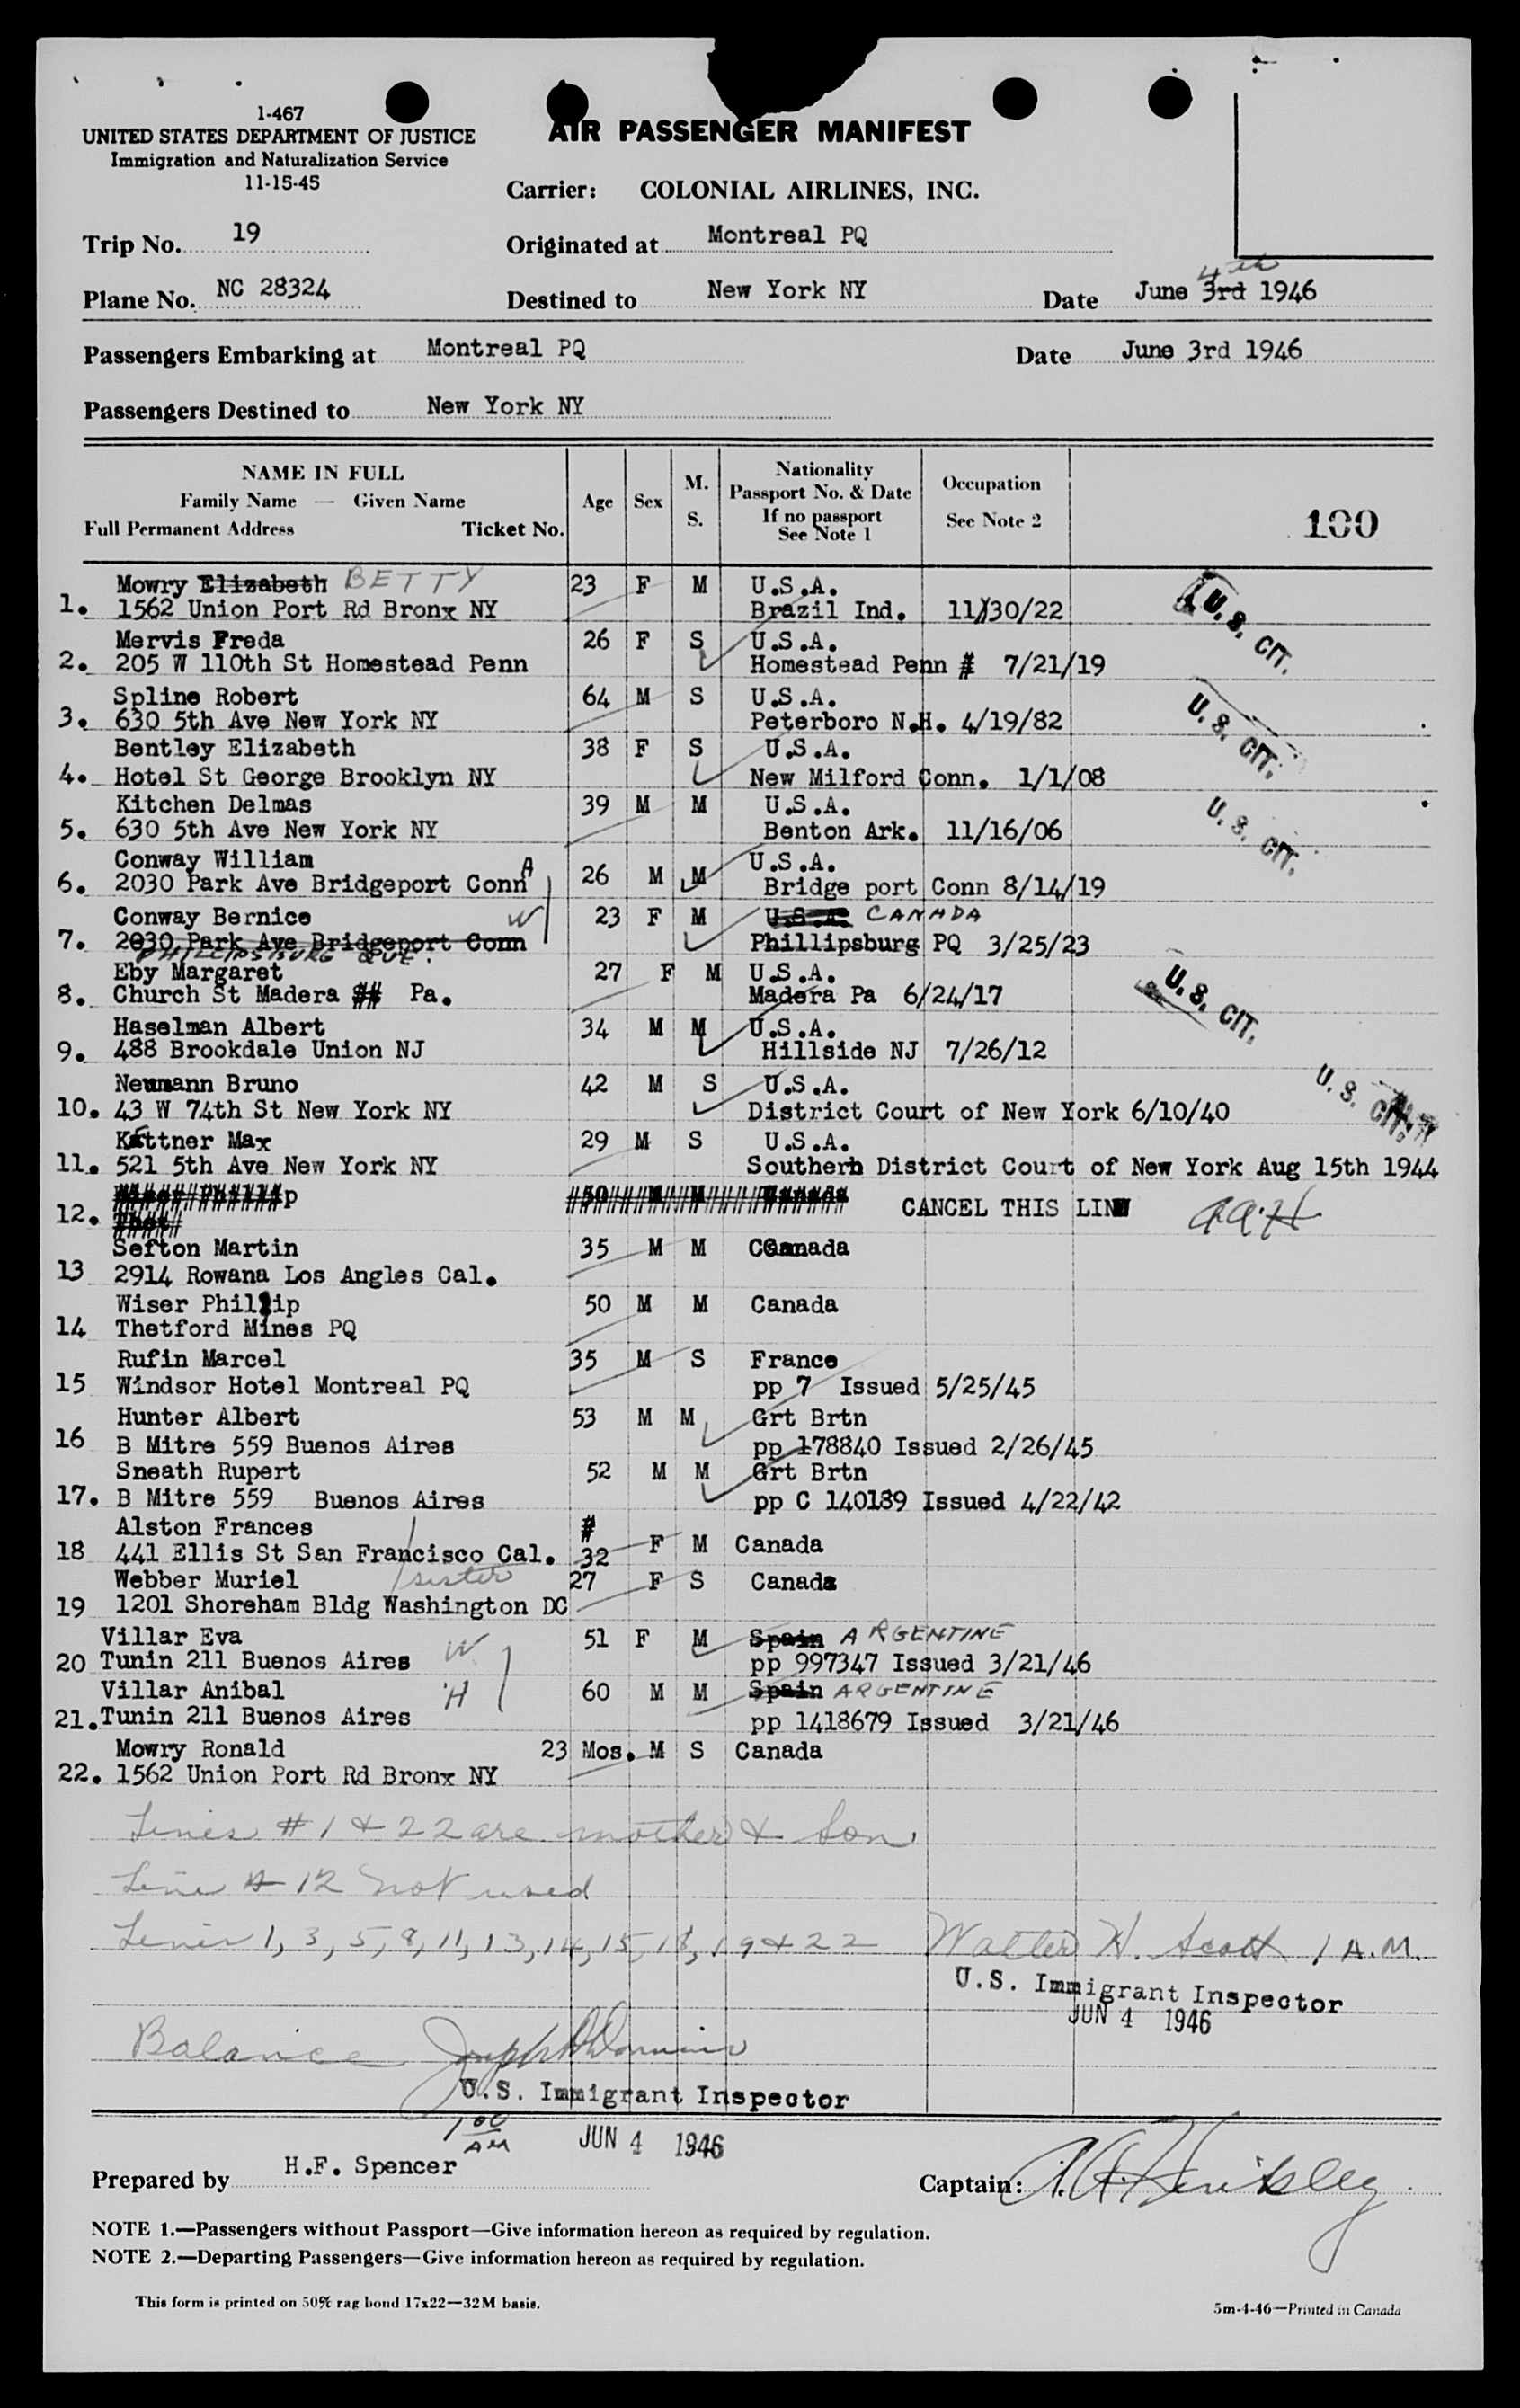 1-467
UNITED STATES DEPARTMENT OF JUSTICE
Immigration and Naturalization Service
11-15-45
AIR PASSENGER MANIFEST
Carrier: COLONIAL AIRLINES, INC.
Trip No. 19
Originated at Montreal PQ
Plane No. NC 28324
Destined to New York NY
Date June 3rd 4th 1946
Passengers Embarking at Montreal PQ
Date June 3rd 1946
Passengers Destined to New York NY
NAME IN FULL
Family Name — Given Name
Full Permanent Address Ticket No.
Age Sex M. S.
Nationality
Passport No. & Date
If no passport
See Note 1
Occupation
See Note 2
100
Mowry Elizabeth BETTY 23 F M U.S.A.
1. 1562 Union Port Rd Bronx NY Brazil Ind. 11/30/22
U.S. CIT.
Mervis Freda 26 F S U.S.A.
2. 205 W 110th St Homestead Penn Homestead Penn # 7/21/19
Spline Robert 64 M S U.S.A.
3. 630 5th Ave New York NY Peterboro N.H. 4/19/82
U.S. CIT.
Bentley Elizabeth 38 F S U.S.A.
4. Hotel St George Brooklyn NY New Milford Conn. 1/1/08
Kitchen Delmas 39 M M U.S.A.
5. 630 5th Ave New York NY Benton Ark. 11/16/06
U.S. CIT.
Conway William 26 M M U.S.A.
6. 2030 Park Ave Bridgeport Conn Bridge port Conn 8/14/19
Conway Bernice W 23 F M U.S.A. CANADA
7. 2030 Park Ave Bridgeport Conn Phillipsburg PQ 3/25/23
PHILLIPSBURG QUE.
Eby Margaret 27 F M U.S.A.
8. Church St Madera ## Pa. Madera Pa 6/24/17
U.S. CIT.
Haselman Albert 34 M M U.S.A.
9. 488 Brookdale Union NJ Hillside NJ 7/26/12
Neumann Bruno 42 M S U.S.A.
10. 43 W 74th St New York NY District Court of New York 6/10/40
U.S. CIT.
Kattner Max 29 M S U.S.A.
11. 521 5th Ave New York NY Southern District Court of New York Aug 15th 1944
12. CANCEL THIS LINE
Sefton Martin 35 M M Canada
13 2914 Rowana Los Angles Cal.
Wiser Phillip 50 M M Canada
14 Thetford Mines PQ
Rufin Marcel 35 M S France
15 Windsor Hotel Montreal PQ pp 7 Issued 5/25/45
Hunter Albert 53 M M Grt Brtn
16 B Mitre 559 Buenos Aires pp 178840 Issued 2/26/45
Sneath Rupert 52 M M Grt Brtn
17. B Mitre 559 Buenos Aires pp C 140189 Issued 4/22/42
Alston Frances # F M Canada
18 441 Ellis St San Francisco Cal. 32
Webber Muriel sister 27 F S Canada
19 1201 Shoreham Bldg Washington DC
Villar Eva W 51 F M Spain ARGENTINE
20 Tunin 211 Buenos Aires pp 997347 Issued 3/21/46
Villar Anibal H 60 M M Spain ARGENTINE
21. Tunin 211 Buenos Aires pp 1418679 Issued 3/21/46
Mowry Ronald 23 Mos. M S Canada
22. 1562 Union Port Rd Bronx NY
Lines # 1 & 22 are mother & Son
Line # 12 not used
Lines 1, 3, 5, 8, 11, 13, 14, 15, 18, 19 & 22 Walter H. Scott 1 A.M.
U.S. Immigrant Inspector
JUN 4 1946
Balance Joseph
U.S. Immigrant Inspector
1 00 AM JUN 4 1946
Prepared by H.F. Spencer
Captain:
NOTE 1.—Passengers without Passport—Give information hereon as required by regulation.
NOTE 2.—Departing Passengers—Give information hereon as required by regulation.
This form is printed on 50% rag bond 17x22—32M basis.
5m-4-46—Printed in Canada